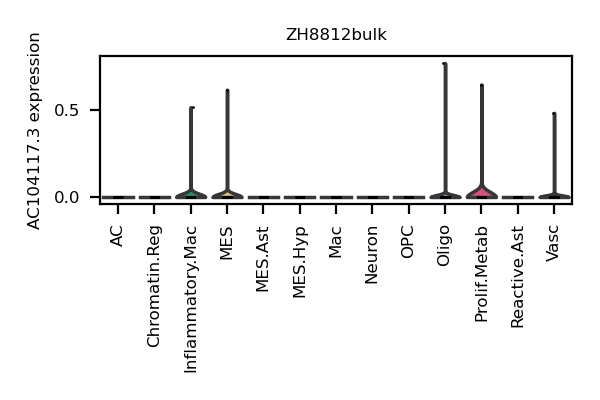 ZH8812bulk
AC104117.3 expression
0.5
0.0
AC
Chromatin.Reg
Inflammatory.Mac
MES
MES.Ast
MES.Hyp
Mac
Neuron
OPC
Oligo
Prolif.Metab
Reactive.Ast
Vasc